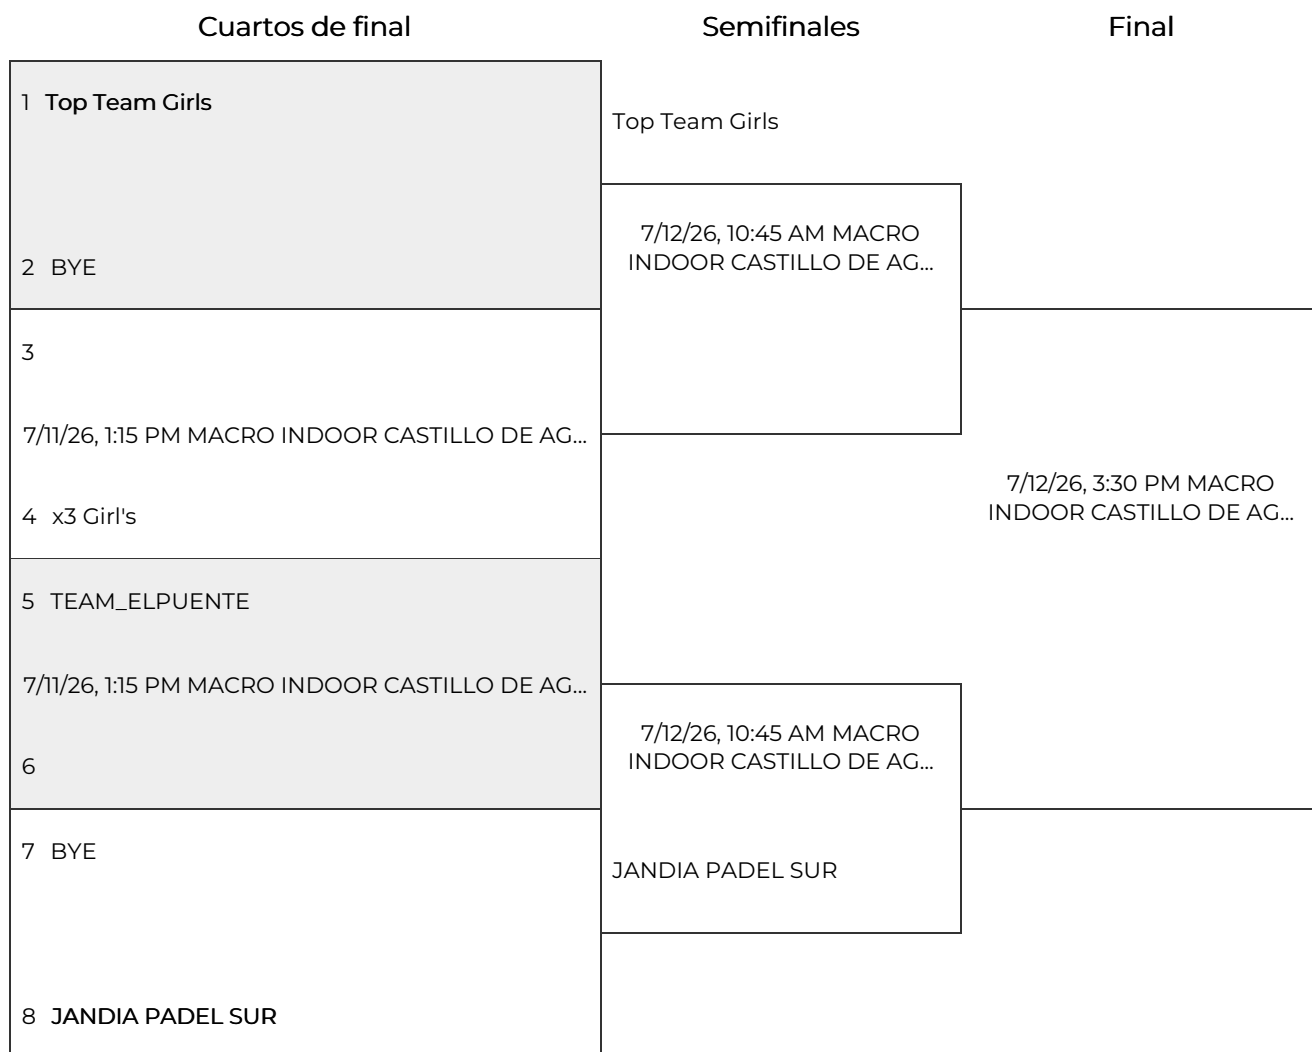 Cuartos de final
Semifinales
Final
1 Top Team Girls
2 BYE
3
7/11/26, 1:15 PM MACRO INDOOR CASTILLO DE AG...
4 x3 Girl's
5 TEAM_ELPUENTE
7/11/26, 1:15 PM MACRO INDOOR CASTILLO DE AG...
6
7 BYE
8 JANDIA PADEL SUR
Top Team Girls
7/12/26, 10:45 AM MACRO
INDOOR CASTILLO DE AG...
7/12/26, 10:45 AM MACRO
INDOOR CASTILLO DE AG...
JANDIA PADEL SUR
7/12/26, 3:30 PM MACRO
INDOOR CASTILLO DE AG...